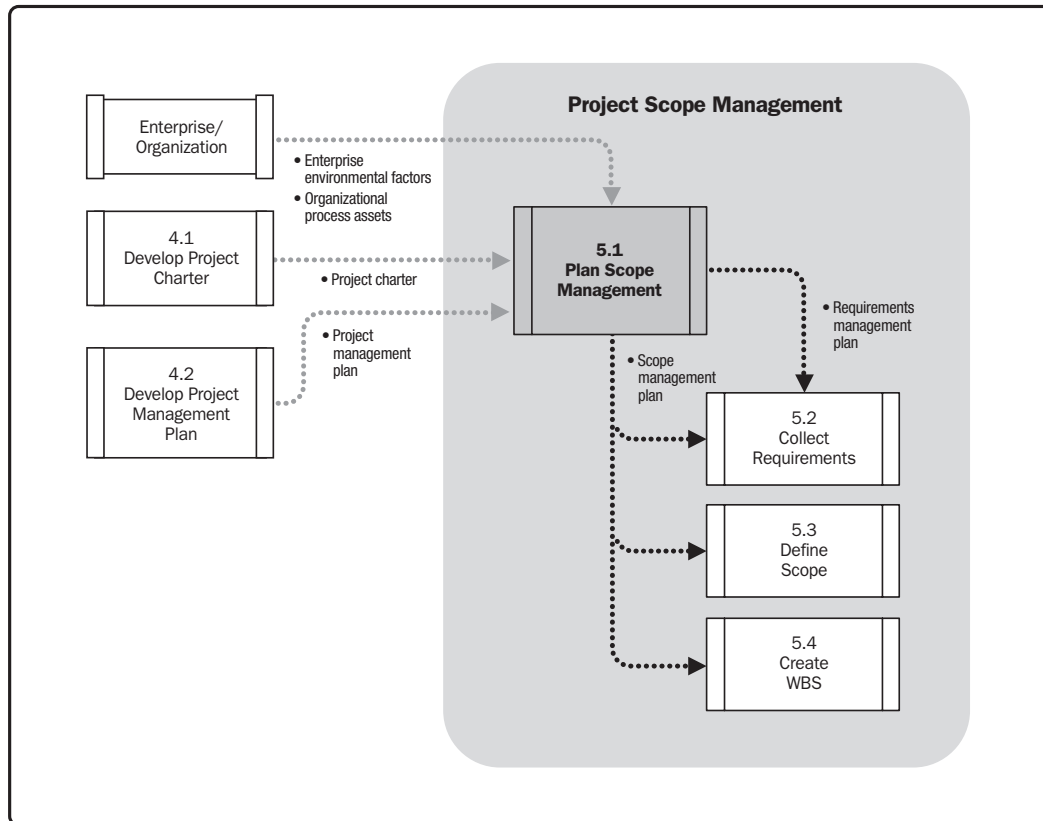 Project Scope Management
Enterprise/
Organization
• Enterprise
environmental factors
• Organizational
process assets
4.1
Develop Project
Charter
• Project charter
5.1
Plan Scope
Management
• Requirements
management
plan
• Project
management
plan
• Scope
management
plan
4.2
Develop Project
Management
Plan
5.2
Collect
Requirements
5.3
Define
Scope
5.4
Create
WBS